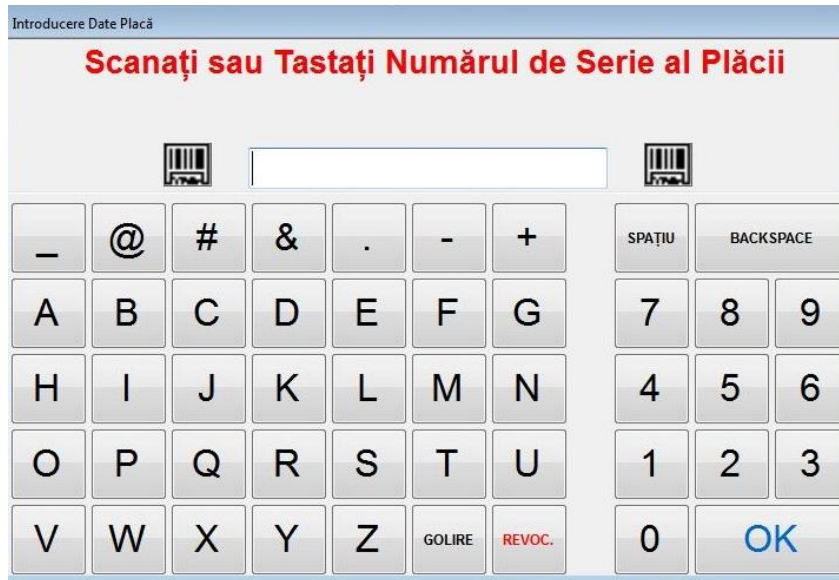 Introducere Date Placă
Scanați sau Tastați Numărul de Serie al Plăcii
_ @ # & . - + SPAȚIU BACKSPACE
A B C D E F G 7 8 9
H I J K L M N 4 5 6
O P Q R S T U 1 2 3
V W X Y Z GOLIRE REVOC. 0 OK